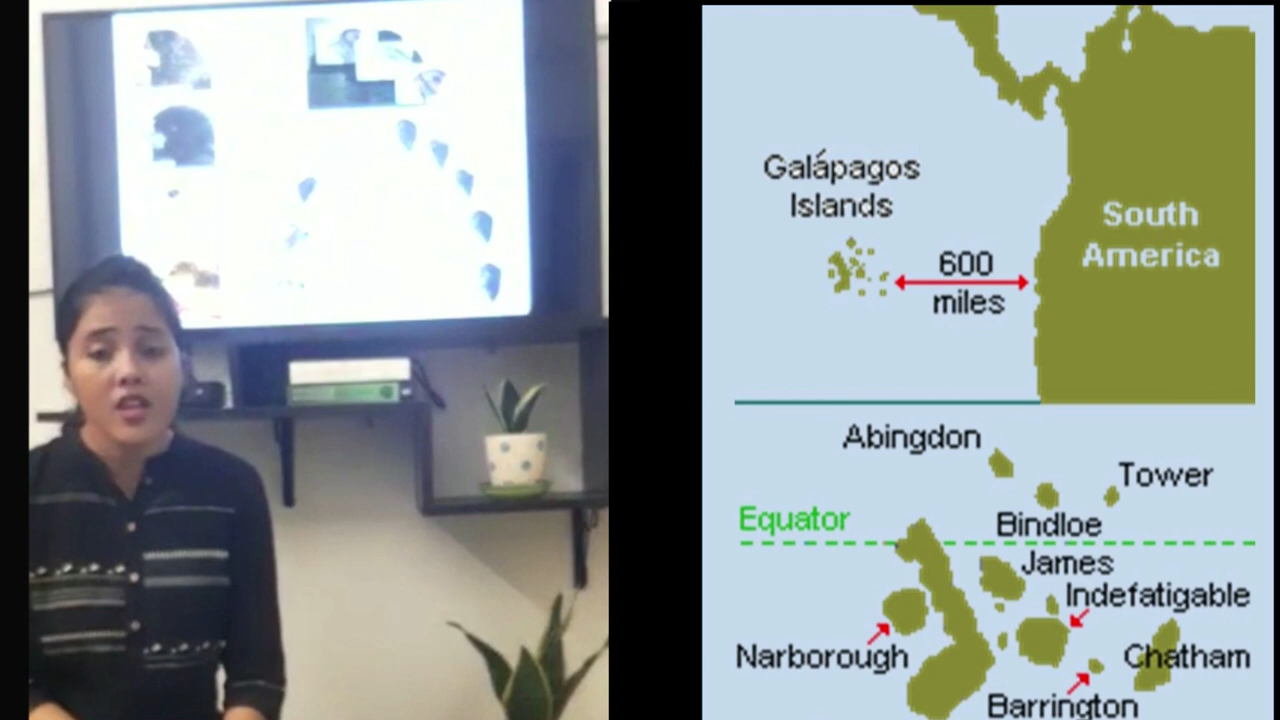 Galápagos
Islands
South
America
600
miles
Abingdon
Tower
Equator
Bindloe
James
Indefatigable
Narborough
Chatham
Barrington